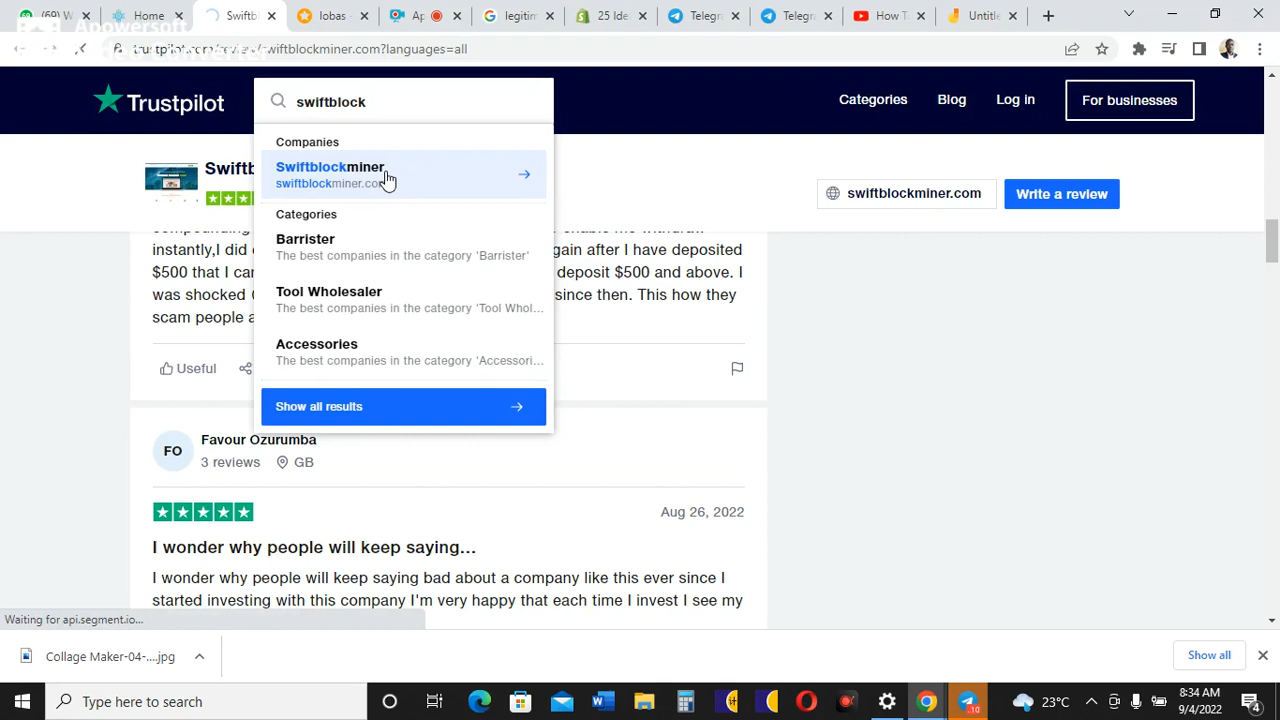 (69) W
Home
Swiftbl
lobas -
Ap
legitim
25 Ide
Telegr
Telegr
How T
Untitle
Apowersoft
trustpilot.com/review/swiftblockminer.com?languages=all
Trustpilot
swiftblock
Categories
Blog
Log in
For businesses
Companies
Swiftblockminer
swiftblockminer.com
Swiftb
swiftblockminer.com
Write a review
Categories
Barrister
The best companies in the category 'Barrister'
Tool Wholesaler
The best companies in the category 'Tool Whol...
Accessories
The best companies in the category 'Accessori...
Show all results
instantly,I did gain after I have deposited
$500 that I can deposit $500 and above. I
was shocked since then. This how they
scam people a
Useful
FO
Favour Ozurumba
3 reviews GB
Aug 26, 2022
I wonder why people will keep saying...
I wonder why people will keep saying bad about a company like this ever since I
started investing with this company I'm very happy that each time I invest I see my
Waiting for api.segment.io...
Collage Maker-04-....jpg
Show all
Type here to search
.10
23°C
8:34 AM
9/4/2022
4